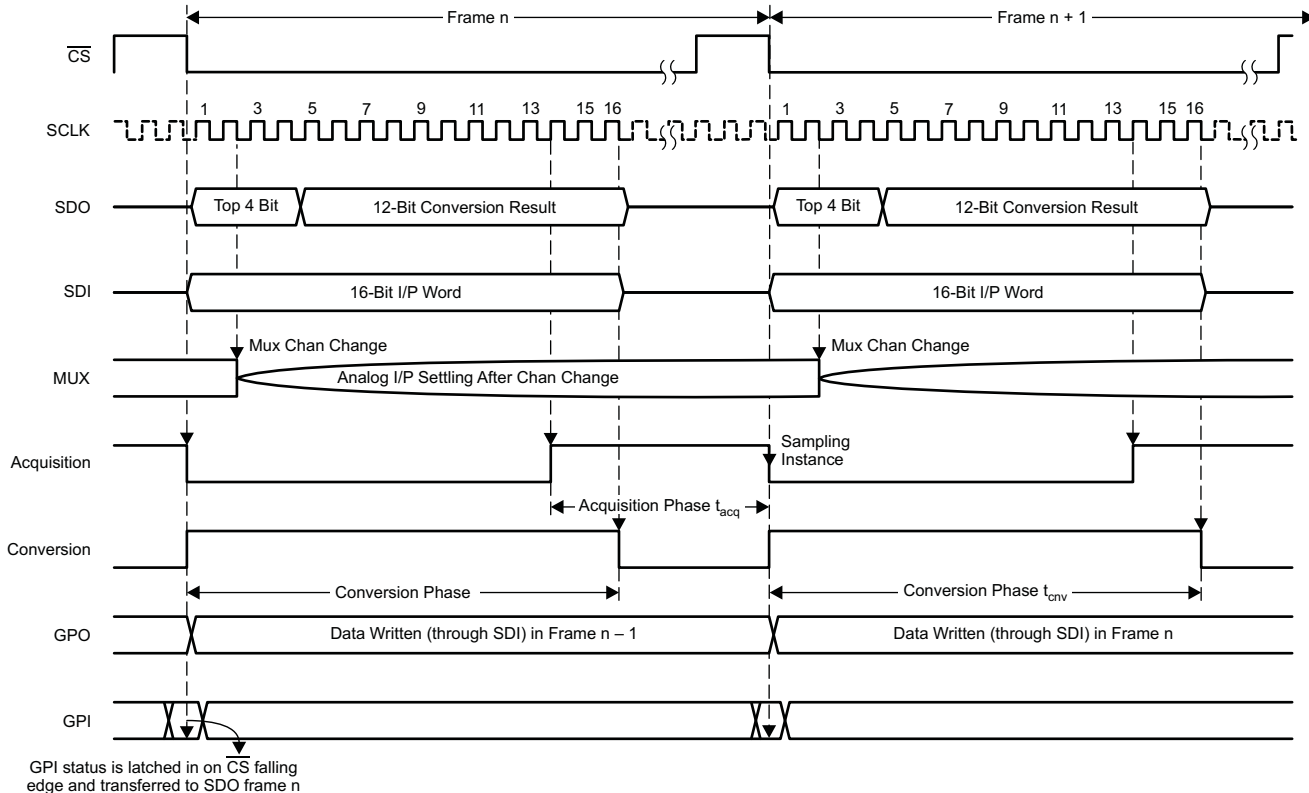 Frame n
Frame n + 1
CS
1 3 5 7 9 11 13 15 16 1 3 5 7 9 11 13 15 16
SCLK
SDO
Top 4 Bit
12-Bit Conversion Result
Top 4 Bit
12-Bit Conversion Result
SDI
16-Bit I/P Word
16-Bit I/P Word
Mux Chan Change
Mux Chan Change
MUX
Analog I/P Settling After Chan Change
Acquisition
Sampling
Instance
Acquisition Phase tacq
Conversion
Conversion Phase
Conversion Phase tcnv
GPO
Data Written (through SDI) in Frame n – 1
Data Written (through SDI) in Frame n
GPI
GPI status is latched in on CS falling
edge and transferred to SDO frame n